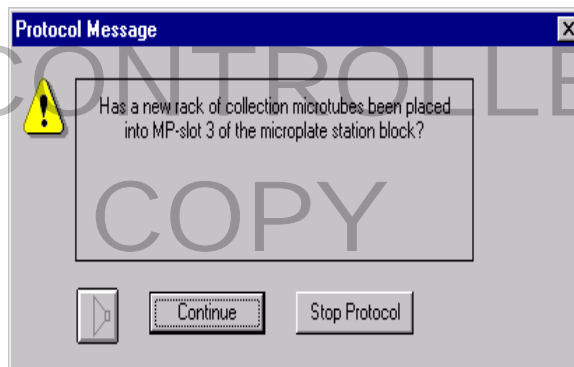 Protocol Message
CONTROLLE
Has a new rack of collection microtubes been placed
into MP-slot 3 of the microplate station block?
COPY
Continue
Stop Protocol